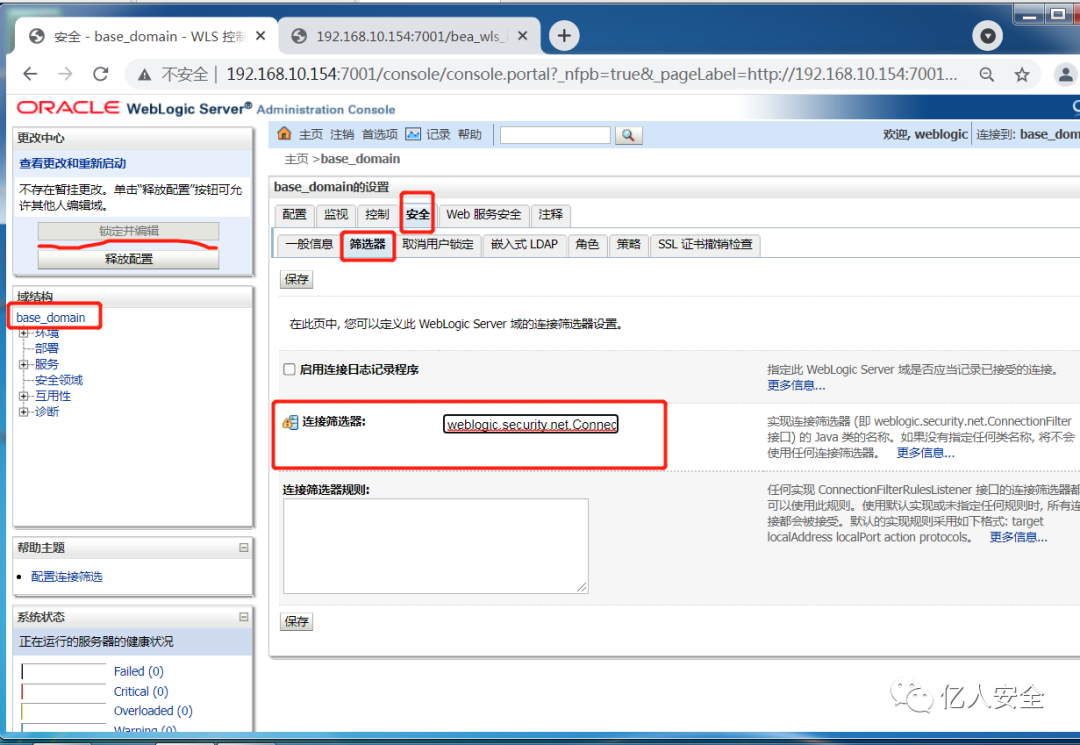 安全 - base_domain - WLS 控制
192.168.10.154:7001/bea_wls_
不安全
192.168.10.154:7001/console/console.portal?_nfpb=true&_pageLabel=http://192.168.10.154:7001...
ORACLE WebLogic Server® Administration Console
更改中心
查看更改和重新启动
不存在暂挂更改。单击“释放配置”按钮可允
许其他人编辑域。
锁定并编辑
释放配置
域结构
base_domain
环境
部署
服务
安全领域
互用性
诊断
帮助主题
配置连接筛选
系统状态
正在运行的服务器的健康状况
Failed (0)
Critical (0)
Overloaded (0)
Warning (0)
主页 注销 首选项 记录 帮助
欢迎, weblogic 连接到: base_dom
主页 >base_domain
base_domain的设置
配置 监视 控制 安全 Web 服务安全 注释
一般信息 筛选器 取消用户锁定 嵌入式 LDAP 角色 策略 SSL 证书撤销检查
保存
在此页中, 您可以定义此 WebLogic Server 域的连接筛选器设置。
启用连接日志记录程序
指定此 WebLogic Server 域是否应当记录已接受的连接。
更多信息...
连接筛选器:
weblogic.security.net.Connec
实现连接筛选器 (即 weblogic.security.net.ConnectionFilter
接口) 的 Java 类的名称。如果没有指定任何类名称, 将不会
使用任何连接筛选器。 更多信息...
连接筛选器规则:
任何实现 ConnectionFilterRulesListener 接口的连接筛选器都
可以使用此规则。使用默认实现或未指定任何规则时, 所有连
接都会被接受。默认的实现规则采用如下格式: target
localAddress localPort action protocols。 更多信息...
保存
亿人安全